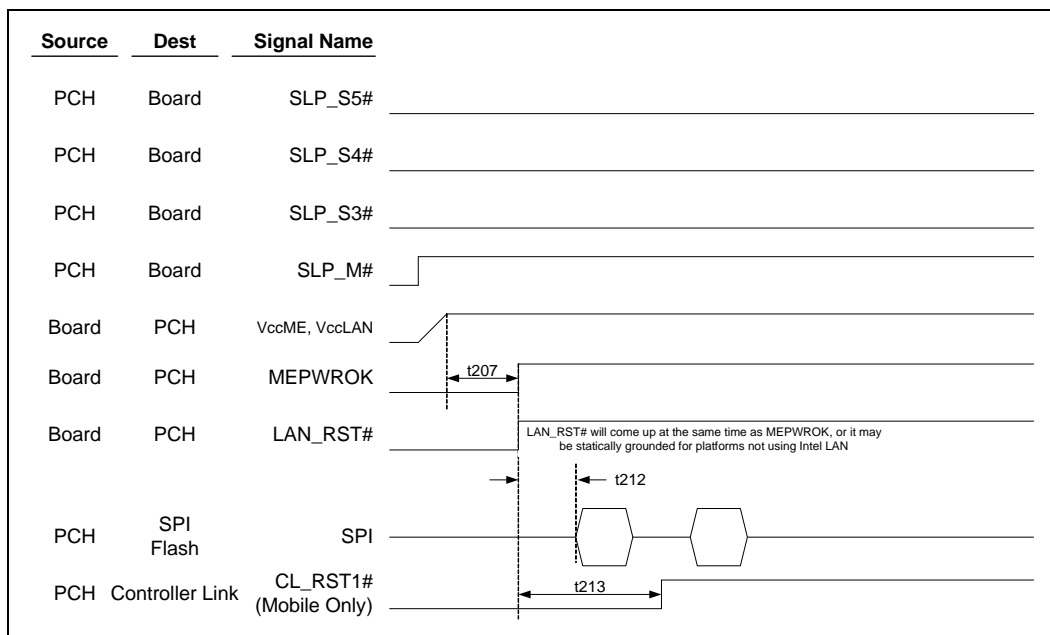 Source Dest Signal Name
PCH Board SLP_S5#
PCH Board SLP_S4#
PCH Board SLP_S3#
PCH Board SLP_M#
Board PCH VccME, VccLAN
t207
Board PCH MEPWROK
Board PCH LAN_RST#
LAN_RST# will come up at the same time as MEPWROK, or it may
be statically grounded for platforms not using Intel LAN
t212
PCH SPI
Flash SPI
t213
PCH Controller Link CL_RST1#
(Mobile Only)